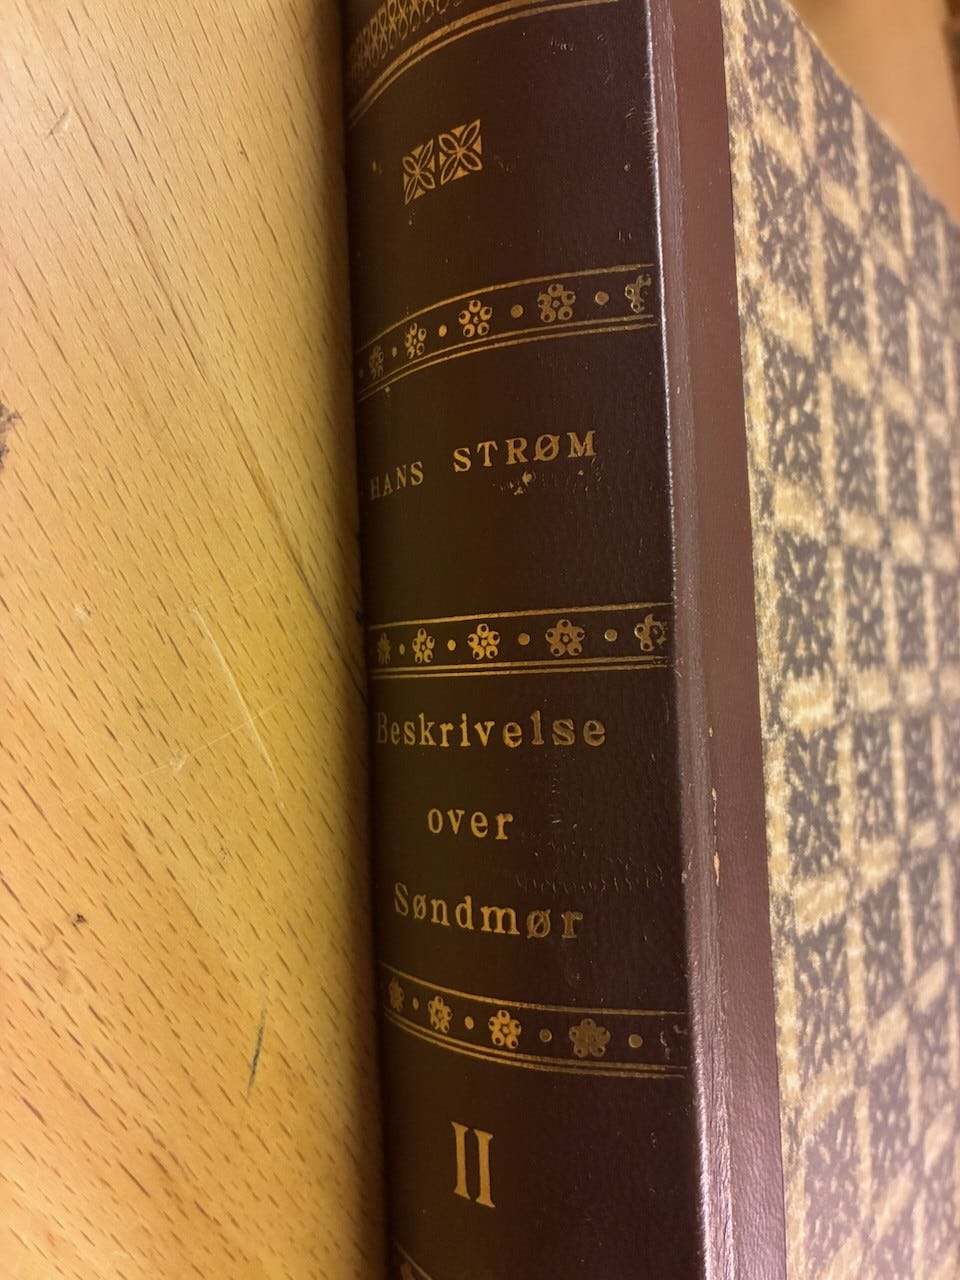 HANS STRØM
Beskrivelse
over
Søndmør
II